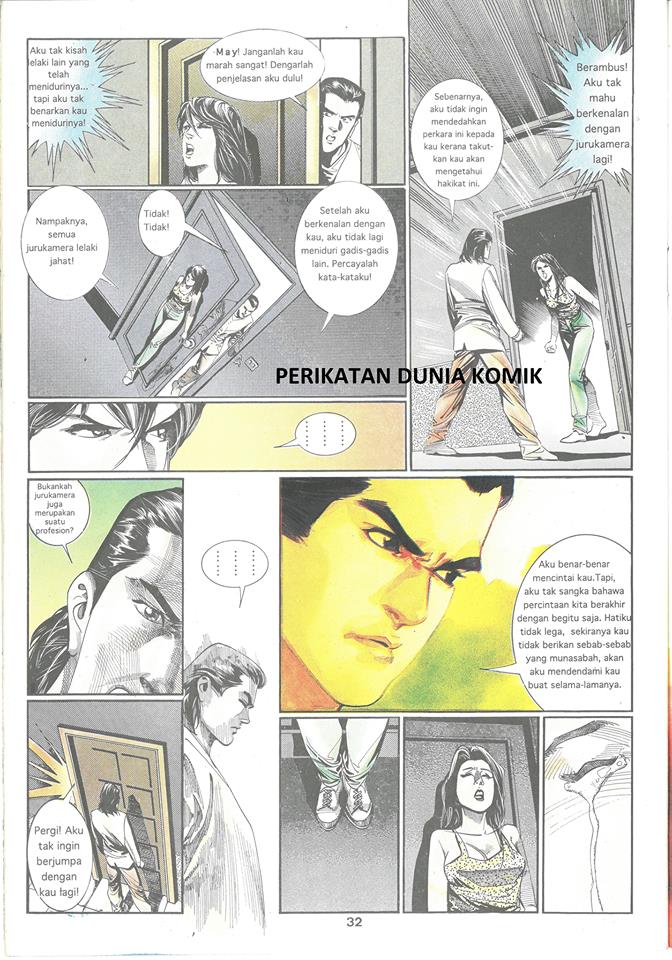 Aku tak kisah
lelaki lain yang
telah
menidurinya...
tapi aku tak
benarkan kau
menidurinya!
May! Janganlah kau
marah sangat! Dengarlah
penjelasan aku dulu!
Nampaknya,
semua
jurukamera lelaki
jahat!
Tidak!
Tidak!
Setelah aku
berkenalan dengan
kau, aku tidak lagi
meniduri gadis-gadis
lain. Percayalah
kata-kataku!
Sebenarnya,
aku tidak ingin
mendedahkan
perkara ini kepada
kau kerana takut-
kan kau akan
mengetahui
hakikat ini.
Berambus!
Aku tak
mahu
berkenalan
dengan
jurukamera
lagi!
PERIKATAN DUNIA KOMIK
Bukankah
jurukamera
juga
merupakan
suatu
profesion?
Aku benar-benar
mencintai kau.Tapi,
aku tak sangka bahawa
percintaan kita berakhir
dengan begitu saja. Hatiku
tidak lega, sekiranya kau
tidak berikan sebab-sebab
yang munasabah, akan
aku mendendami kau
buat selama-lamanya.
Pergi! Aku
tak ingin
berjumpa
dengan
kau lagi!
32